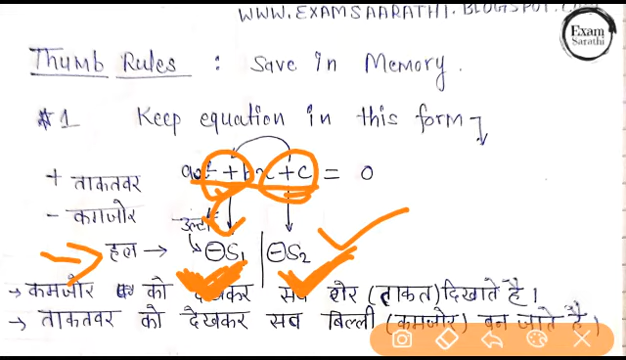 WWW.EXAMSAARATHI.BLOGSPOT.COM
Exam Sarathi
Thumb Rules : Save in Memory.
#1 Keep equation in this form
+ ताकतवर
ax² + bx + c = 0
- कमजोर
उल्टा
हल → ⊖S₁ | ⊖S₂
→ कमजोर को देखकर सब शेर (ताकत) दिखाते है।
→ ताकतवर को देखकर सब बिल्ली (कमजोर) बन जाते है।